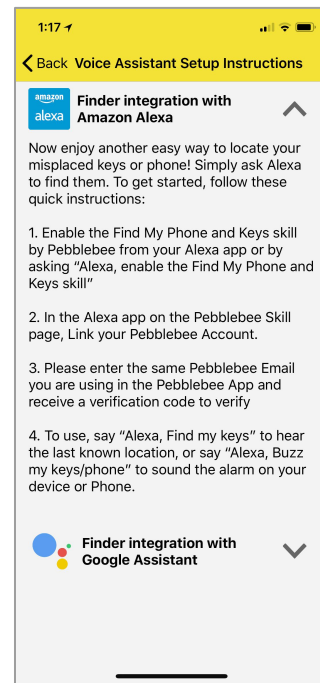 1:17
Back Voice Assistant Setup Instructions
amazon
alexa
Finder integration with
Amazon Alexa
Now enjoy another easy way to locate your
misplaced keys or phone! Simply ask Alexa
to find them. To get started, follow these
quick instructions:
1. Enable the Find My Phone and Keys skill
by Pebblebee from your Alexa app or by
asking “Alexa, enable the Find My Phone and
Keys skill”
2. In the Alexa app on the Pebblebee Skill
page, Link your Pebblebee Account.
3. Please enter the same Pebblebee Email
you are using in the Pebblebee App and
receive a verification code to verify
4. To use, say “Alexa, Find my keys” to hear
the last known location, or say “Alexa, Buzz
my keys/phone” to sound the alarm on your
device or Phone.
Finder integration with
Google Assistant